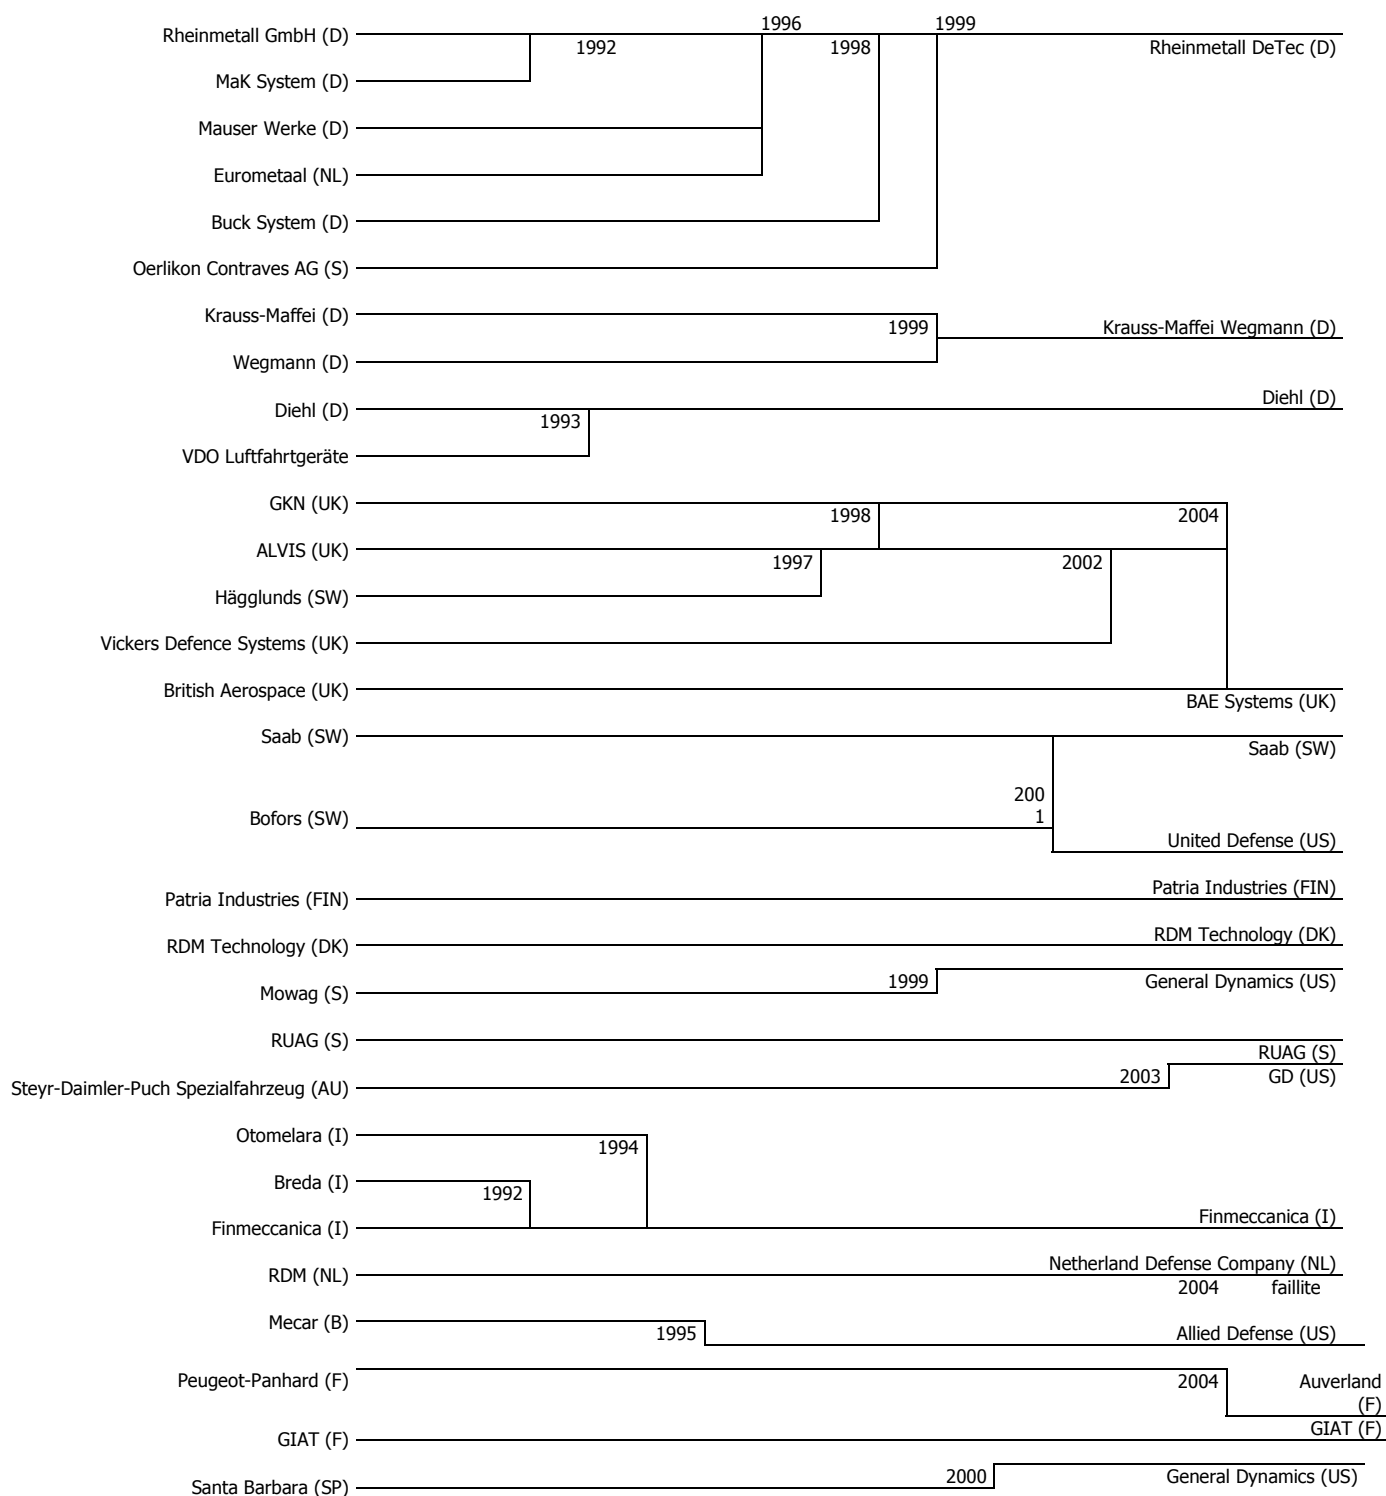 1996
1999
Rheinmetall GmbH (D)
1992
1998
Rheinmetall DeTec (D)
MaK System (D)
Mauser Werke (D)
Eurometaal (NL)
Buck System (D)
Oerlikon Contraves AG (S)
Krauss-Maffei (D)
1999
Krauss-Maffei Wegmann (D)
Wegmann (D)
Diehl (D)
Diehl (D)
1993
VDO Luftfahrtgeräte
GKN (UK)
1998
2004
ALVIS (UK)
1997
2002
Hägglunds (SW)
Vickers Defence Systems (UK)
British Aerospace (UK)
BAE Systems (UK)
Saab (SW)
Saab (SW)
200
1
Bofors (SW)
United Defense (US)
Patria Industries (FIN)
Patria Industries (FIN)
RDM Technology (DK)
RDM Technology (DK)
Mowag (S)
1999
General Dynamics (US)
RUAG (S)
RUAG (S)
Steyr-Daimler-Puch Spezialfahrzeug (AU)
2003
GD (US)
Otomelara (I)
1994
Breda (I)
1992
Finmeccanica (I)
Finmeccanica (I)
RDM (NL)
Netherland Defense Company (NL)
2004 faillite
Mecar (B)
1995
Allied Defense (US)
Peugeot-Panhard (F)
2004
Auverland
(F)
GIAT (F)
GIAT (F)
Santa Barbara (SP)
2000
General Dynamics (US)